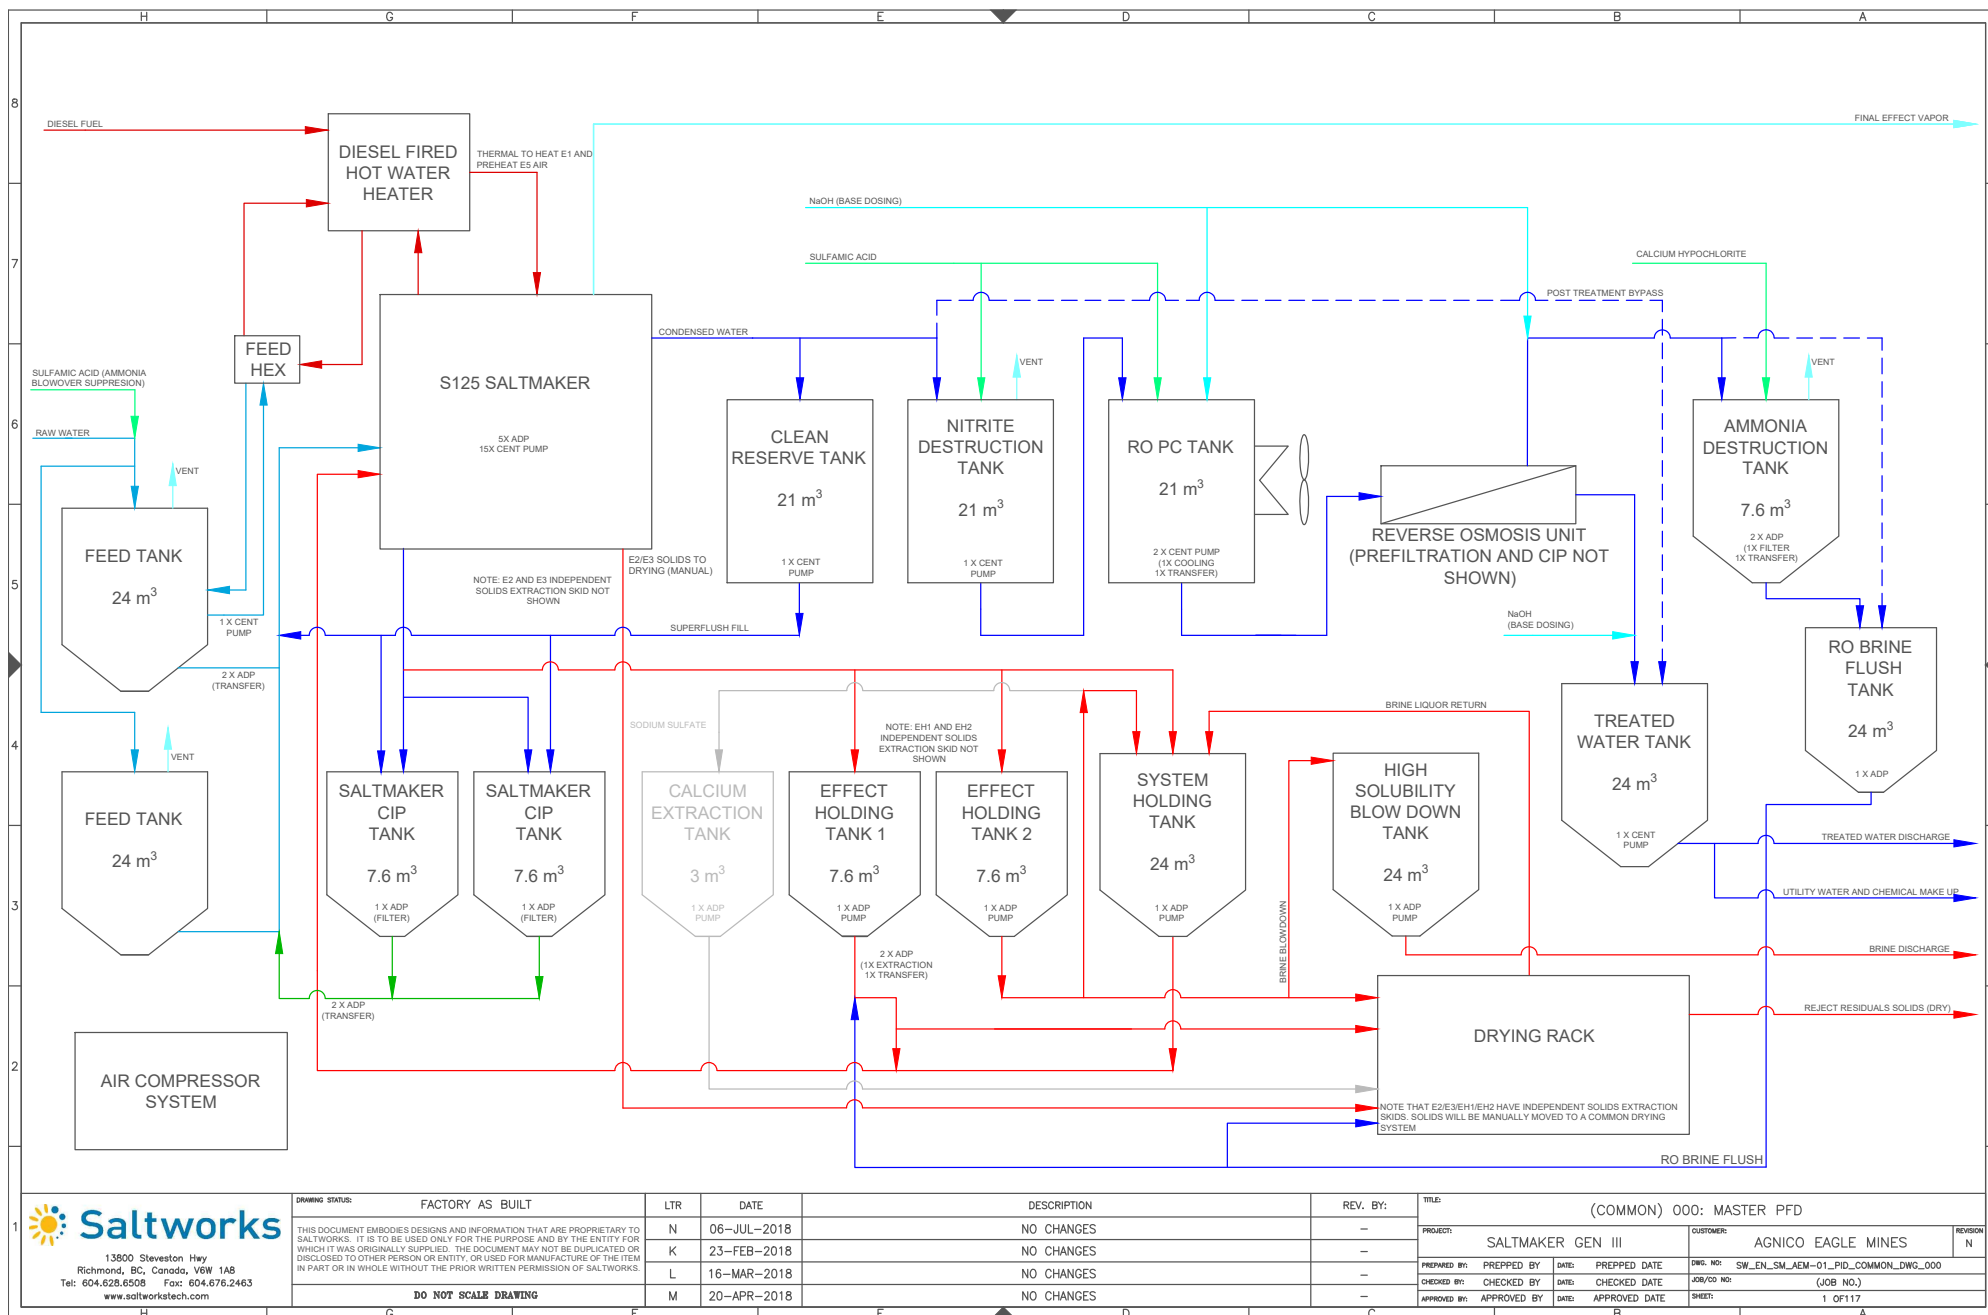 H G F E D C B A
8
7
6
5
4
3
2
1
DIESEL FUEL
DIESEL FIRED
HOT WATER
HEATER
THERMAL TO HEAT E1 AND
PREHEAT E5 AIR
FINAL EFFECT VAPOR
NaOH (BASE DOSING)
SULFAMIC ACID
CALCIUM HYPOCHLORITE
POST TREATMENT BYPASS
FEED
HEX
SULFAMIC ACID (AMMONIA
BLOWOVER SUPPRESION)
RAW WATER
VENT
FEED TANK
24 m³
1 X CENT
PUMP
2 X ADP
(TRANSFER)
VENT
FEED TANK
24 m³
S125 SALTMAKER
5X ADP
15X CENT PUMP
CONDENSED WATER
NOTE: E2 AND E3 INDEPENDENT
SOLIDS EXTRACTION SKID NOT
SHOWN
E2/E3 SOLIDS TO
DRYING (MANUAL)
CLEAN
RESERVE TANK
21 m³
1 X CENT
PUMP
VENT
NITRITE
DESTRUCTION
TANK
21 m³
1 X CENT
PUMP
RO PC TANK
21 m³
2 X CENT PUMP
(1X COOLING
1X TRANSFER)
REVERSE OSMOSIS UNIT
(PREFILTRATION AND CIP NOT
SHOWN)
VENT
AMMONIA
DESTRUCTION
TANK
7.6 m³
2 X ADP
(1X FILTER
1X TRANSFER)
NaOH
(BASE DOSING)
SUPERFLUSH FILL
RO BRINE
FLUSH
TANK
24 m³
1 X ADP
TREATED
WATER TANK
24 m³
1 X CENT
PUMP
SODIUM SULFATE
NOTE: EH1 AND EH2
INDEPENDENT SOLIDS
EXTRACTION SKID NOT
SHOWN
BRINE LIQUOR RETURN
SALTMAKER
CIP
TANK
7.6 m³
1 X ADP
(FILTER)
SALTMAKER
CIP
TANK
7.6 m³
1 X ADP
(FILTER)
CALCIUM
EXTRACTION
TANK
3 m³
1 X ADP
PUMP
EFFECT
HOLDING
TANK 1
7.6 m³
1 X ADP
PUMP
EFFECT
HOLDING
TANK 2
7.6 m³
1 X ADP
PUMP
SYSTEM
HOLDING
TANK
24 m³
1 X ADP
PUMP
HIGH
SOLUBILITY
BLOW DOWN
TANK
24 m³
1 X ADP
PUMP
TREATED WATER DISCHARGE
UTILITY WATER AND CHEMICAL MAKE UP
BRINE DISCHARGE
REJECT RESIDUALS SOLIDS (DRY)
2 X ADP
(1X EXTRACTION
1X TRANSFER)
BRINE BLOWDOWN
2 X ADP
(TRANSFER)
AIR COMPRESSOR
SYSTEM
DRYING RACK
NOTE THAT E2/E3/EH1/EH2 HAVE INDEPENDENT SOLIDS EXTRACTION
SKIDS. SOLIDS WILL BE MANUALLY MOVED TO A COMMON DRYING
SYSTEM
RO BRINE FLUSH
Saltworks
13800 Steveston Hwy
Richmond, BC, Canada, V6W 1A8
Tel: 604.628.6508 Fax: 604.676.2463
www.saltworkstech.com
DRAWING STATUS: FACTORY AS BUILT
THIS DOCUMENT EMBODIES DESIGNS AND INFORMATION THAT ARE PROPRIETARY TO
SALTWORKS. IT IS TO BE USED ONLY FOR THE PURPOSE AND BY THE ENTITY FOR
WHICH IT WAS ORIGINALLY SUPPLIED. THE DOCUMENT MAY NOT BE DUPLICATED OR
DISCLOSED TO OTHER PERSON OR ENTITY, OR USED FOR MANUFACTURE OF THE ITEM
IN PART OR IN WHOLE WITHOUT THE PRIOR WRITTEN PERMISSION OF SALTWORKS.
DO NOT SCALE DRAWING
LTR DATE DESCRIPTION REV. BY:
N 06-JUL-2018 NO CHANGES -
K 23-FEB-2018 NO CHANGES -
L 16-MAR-2018 NO CHANGES -
M 20-APR-2018 NO CHANGES -
TITLE: (COMMON) 000: MASTER PFD
PROJECT: SALTMAKER GEN III
CUSTOMER: AGNICO EAGLE MINES
REVISION N
PREPARED BY: PREPPED BY DATE: PREPPED DATE DWG. NO: SW_EN_SM_AEM-01_PID_COMMON_DWG_000
CHECKED BY: CHECKED BY DATE: CHECKED DATE JOB/CO NO: (JOB NO.)
APPROVED BY: APPROVED BY DATE: APPROVED DATE SHEET: 1 OF117
H G F E D C B A